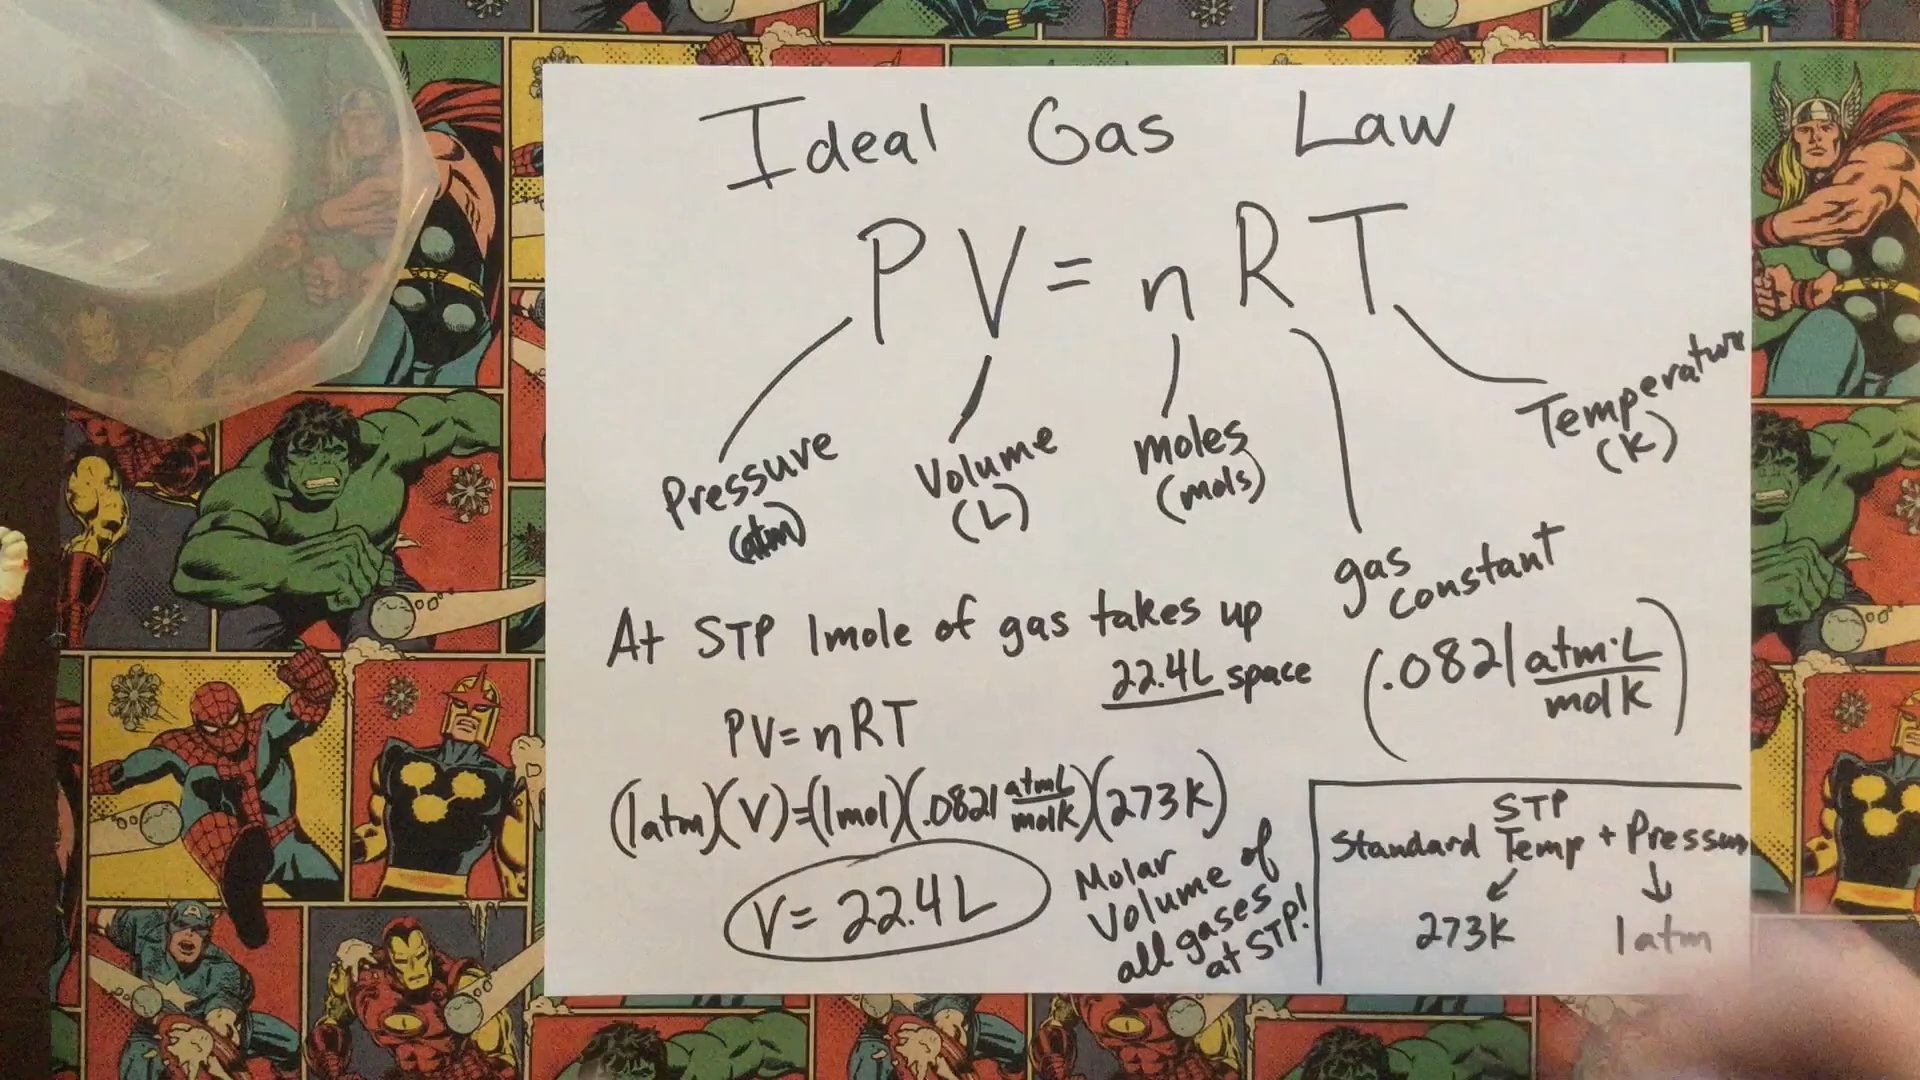 Ideal Gas Law
PV = nRT
Pressure
(atm)
Volume
(L)
moles
(mols)
gas
constant
(.0821 atm·L/mol K)
Temperature
(K)
At STP 1mole of gas takes up
22.4L space
PV = nRT
(1atm)(V)=(1mol)(.0821 atmL/molK)(273K)
V = 22.4L
Molar
Volume of
all gases
at STP!
STP
Standard Temp + Pressure
273K
1atm